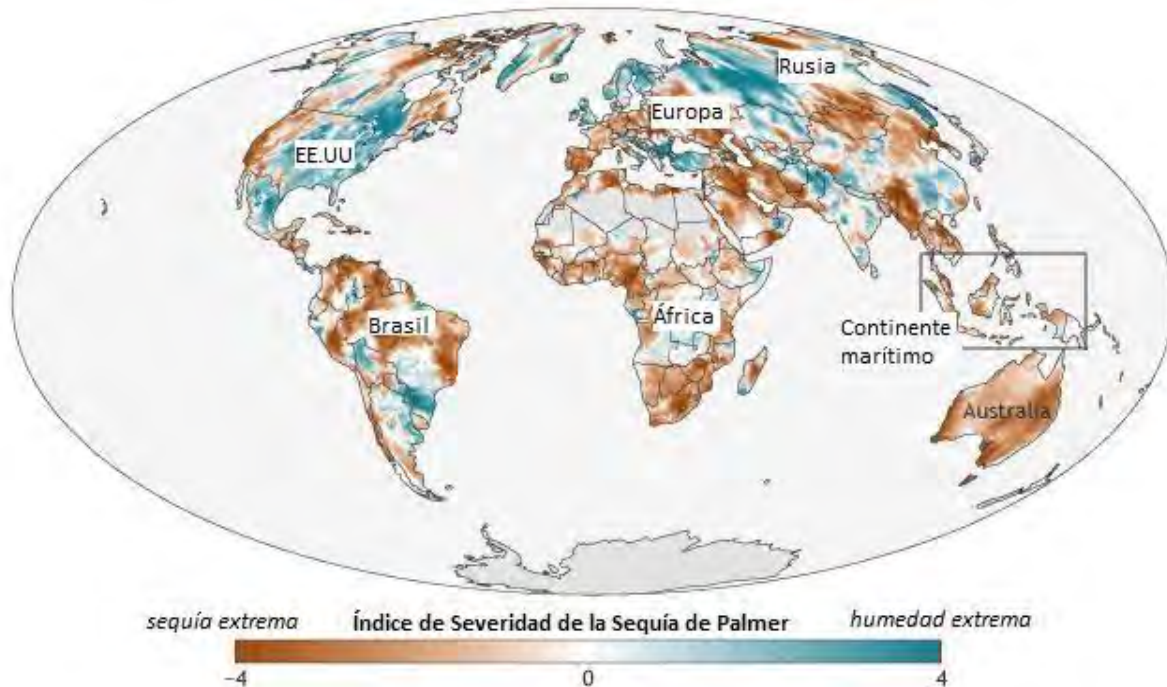 Rusia
Europa
EE.UU
Brasil
África
Continente
marítimo
Australia
sequía extrema
Índice de Severidad de la Sequía de Palmer
humedad extrema
−4
0
4